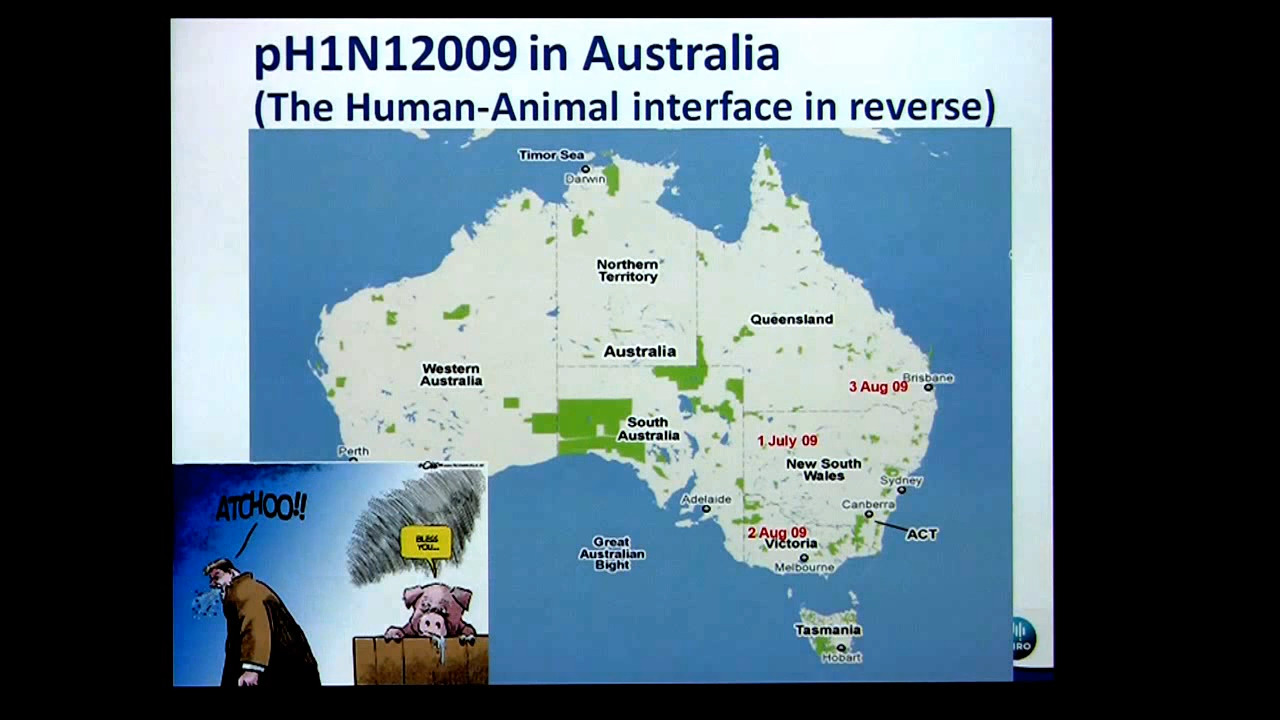 pH1N12009 in Australia
(The Human-Animal interface in reverse)
Timor Sea
Darwin
Northern
Territory
Queensland
Australia
Western
Australia
Brisbane
3 Aug 09
South
Australia
1 July 09
New South
Wales
Perth
Sydney
Adelaide
Canberra
ACT
2 Aug 09
Victoria
Great
Australian
Bight
Melbourne
Tasmania
Hobart
ATCHOO!!
BLESS
YOU...